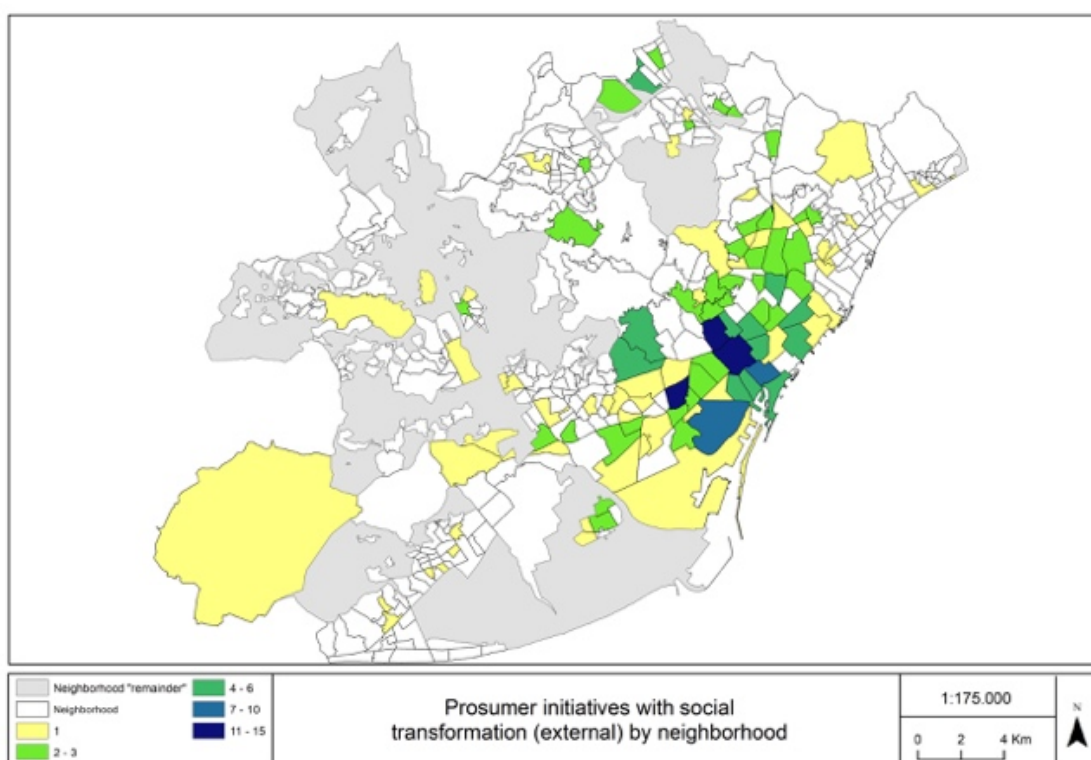 Neighborhood "remainder"
Neighborhood
1
2 - 3
4 - 6
7 - 10
11 - 15
Prosumer initiatives with social
transformation (external) by neighborhood
1:175.000
0 2 4 Km
N